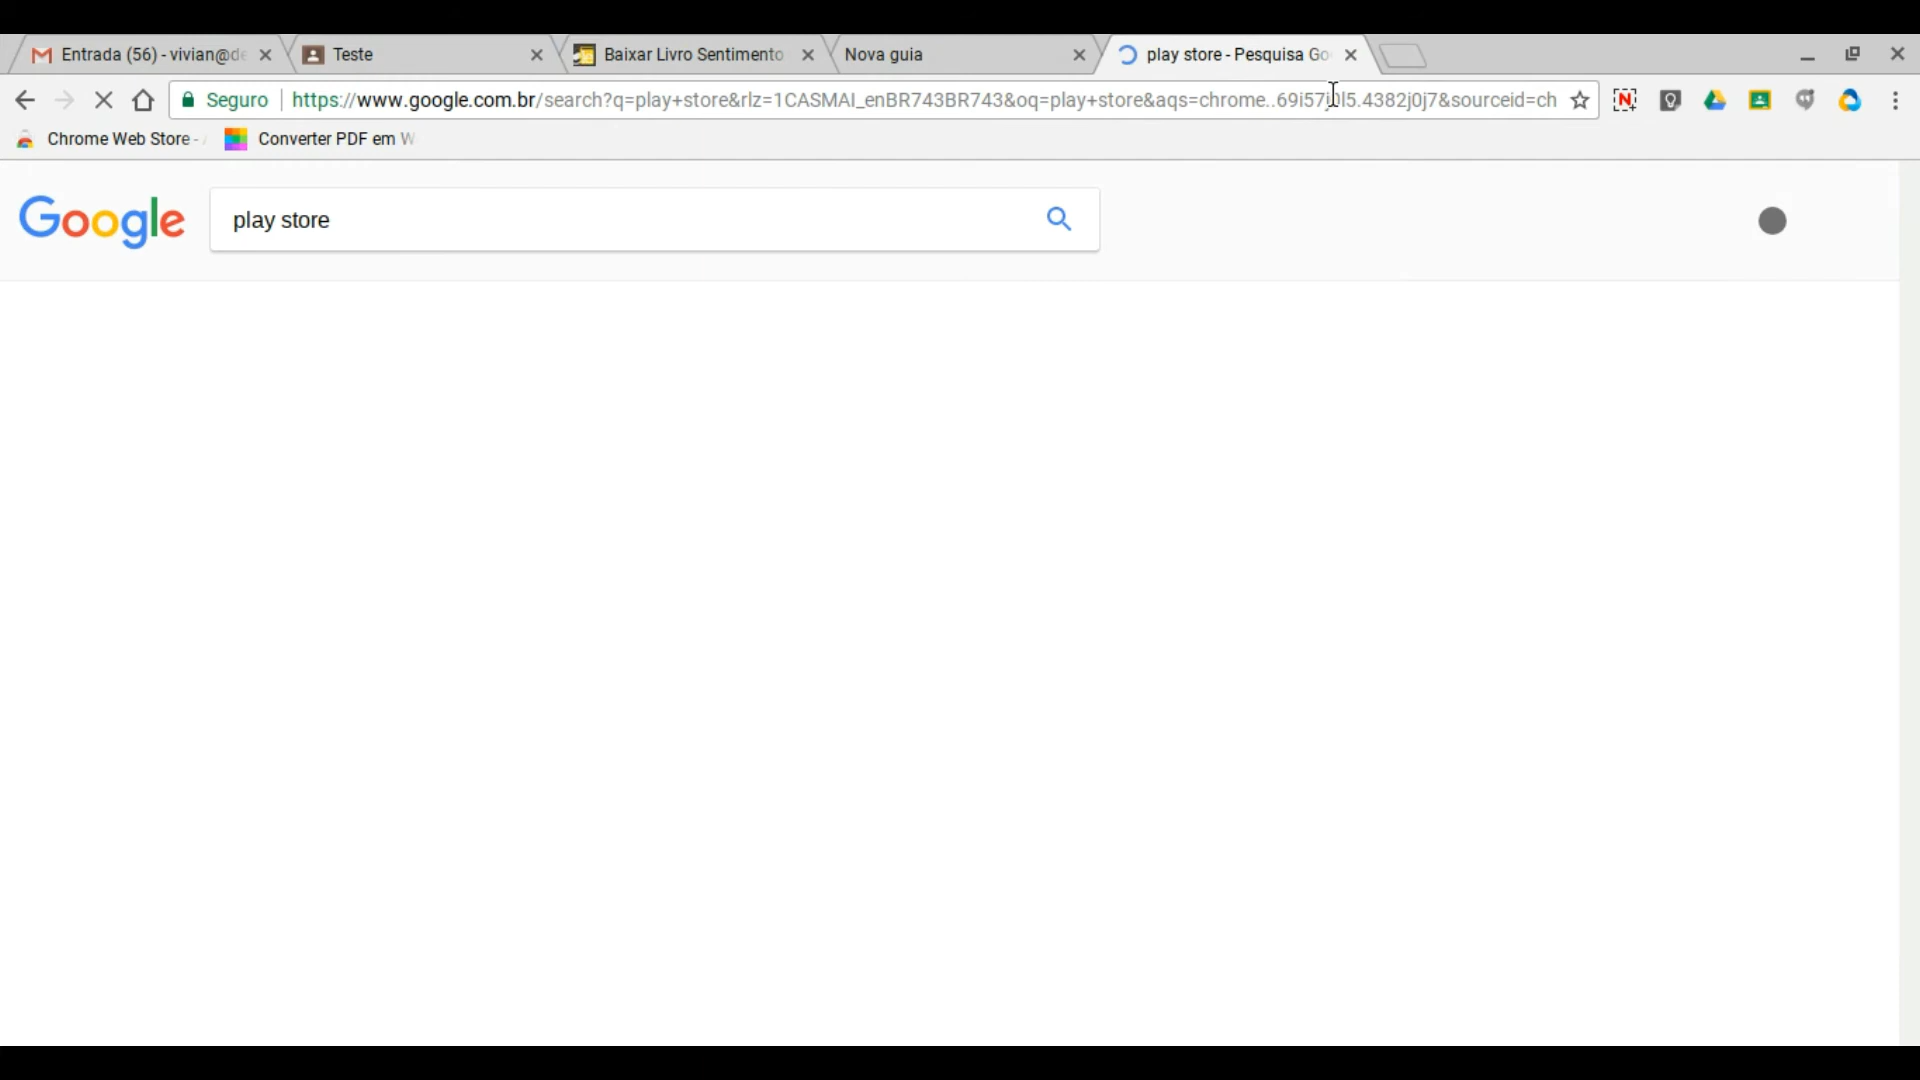 Entrada (56) - vivian@de
Teste
Baixar Livro Sentimento
Nova guia
play store - Pesquisa Go
Seguro
https://www.google.com.br/search?q=play+store&rlz=1CASMAI_enBR743BR743&oq=play+store&aqs=chrome..69i57j0l5.4382j0j7&sourceid=ch
N
Chrome Web Store -
Converter PDF em W
Google
play store